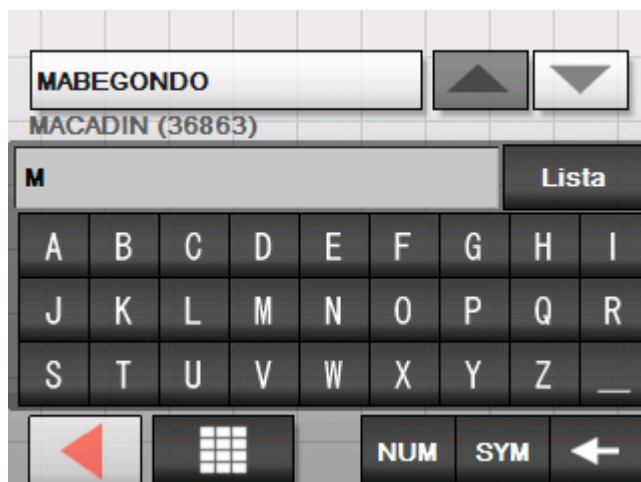 MABEGONDO
MACADIN (36863)
M Lista
A B C D E F G H I
J K L M N O P Q R
S T U V W X Y Z _
NUM SYM